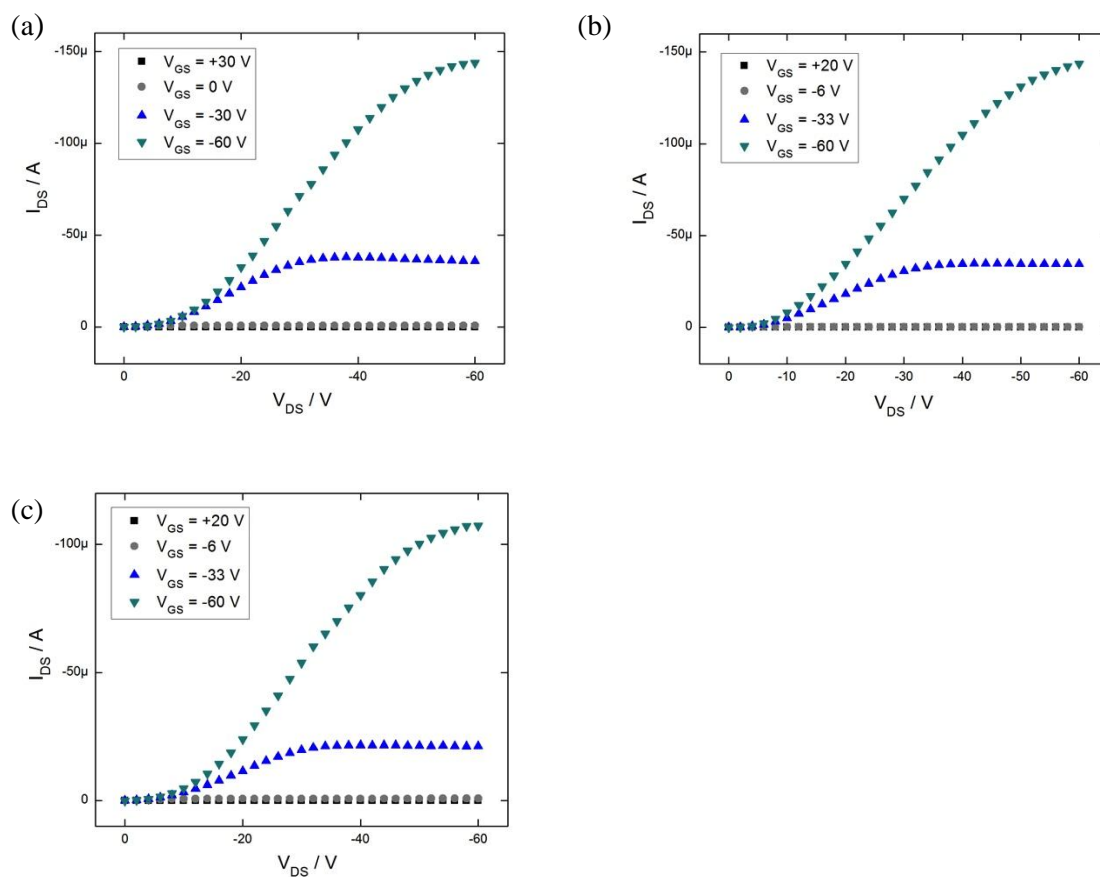 (a)
-150µ
-100µ
-50µ
0
I_DS / A
V_GS = +30 V
V_GS = 0 V
V_GS = -30 V
V_GS = -60 V
0 -20 -40 -60
V_DS / V
(b)
-150µ
-100µ
-50µ
0
I_DS / A
V_GS = +20 V
V_GS = -6 V
V_GS = -33 V
V_GS = -60 V
0 -10 -20 -30 -40 -50 -60
V_DS / V
(c)
-100µ
-50µ
0
I_DS / A
V_GS = +20 V
V_GS = -6 V
V_GS = -33 V
V_GS = -60 V
0 -20 -40 -60
V_DS / V